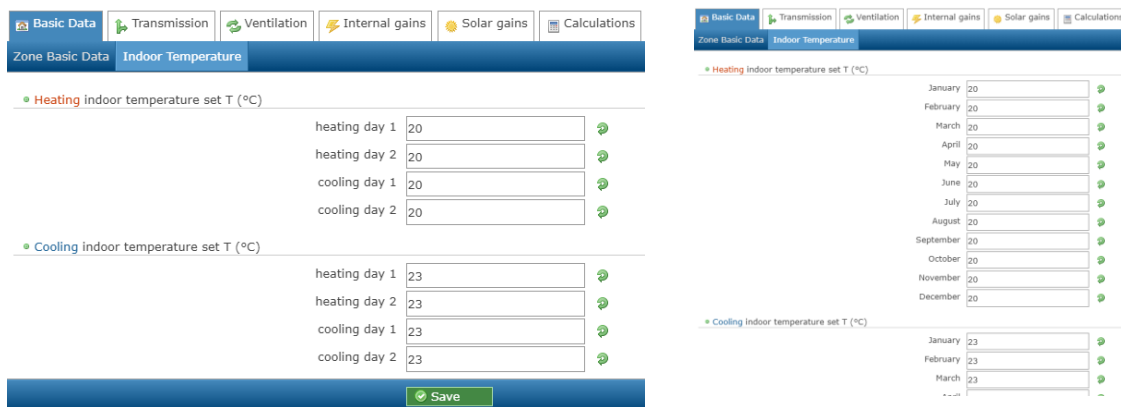 Basic Data Transmission Ventilation Internal gains Solar gains Calculations
Zone Basic Data Indoor Temperature
Heating indoor temperature set T (ºC)
heating day 1 20
heating day 2 20
cooling day 1 20
cooling day 2 20
Cooling indoor temperature set T (ºC)
heating day 1 23
heating day 2 23
cooling day 1 23
cooling day 2 23
Save
Basic Data Transmission Ventilation Internal gains Solar gains Calculations
Zone Basic Data Indoor Temperature
Heating indoor temperature set T (ºC)
January 20
February 20
March 20
April 20
May 20
June 20
July 20
August 20
September 20
October 20
November 20
December 20
Cooling indoor temperature set T (ºC)
January 23
February 23
March 23